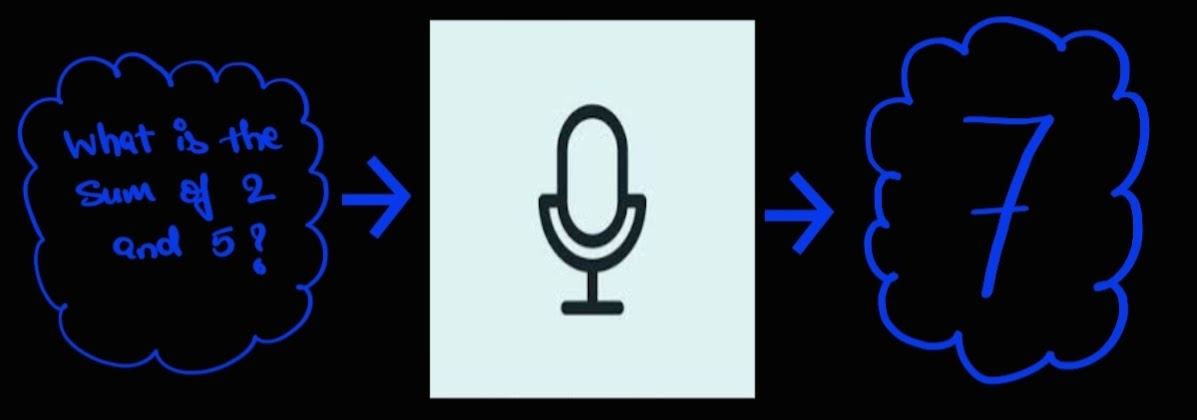 What is the
Sum of 2
and 5?
7